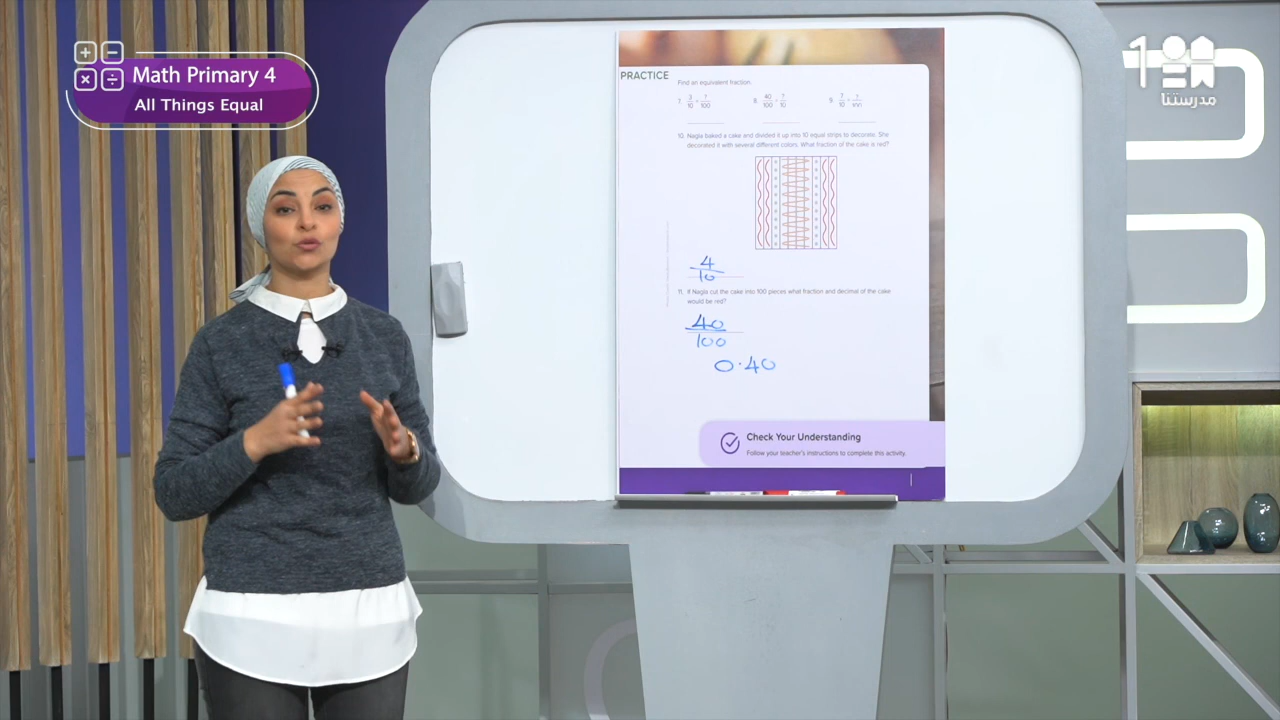 Math Primary 4
All Things Equal
1
مدرستنا
PRACTICE
Find an equivalent fraction.
7. 3/10 = ?/100
8. 40/100 = ?/10
9. 7/10 = ?/100
10. Nagla baked a cake and divided it up into 10 equal strips to decorate. She
decorated it with several different colors. What fraction of the cake is red?
4/10
11. If Nagla cut the cake into 100 pieces what fraction and decimal of the cake
would be red?
40/100
0.40
Check Your Understanding
Follow your teacher's instructions to complete this activity.